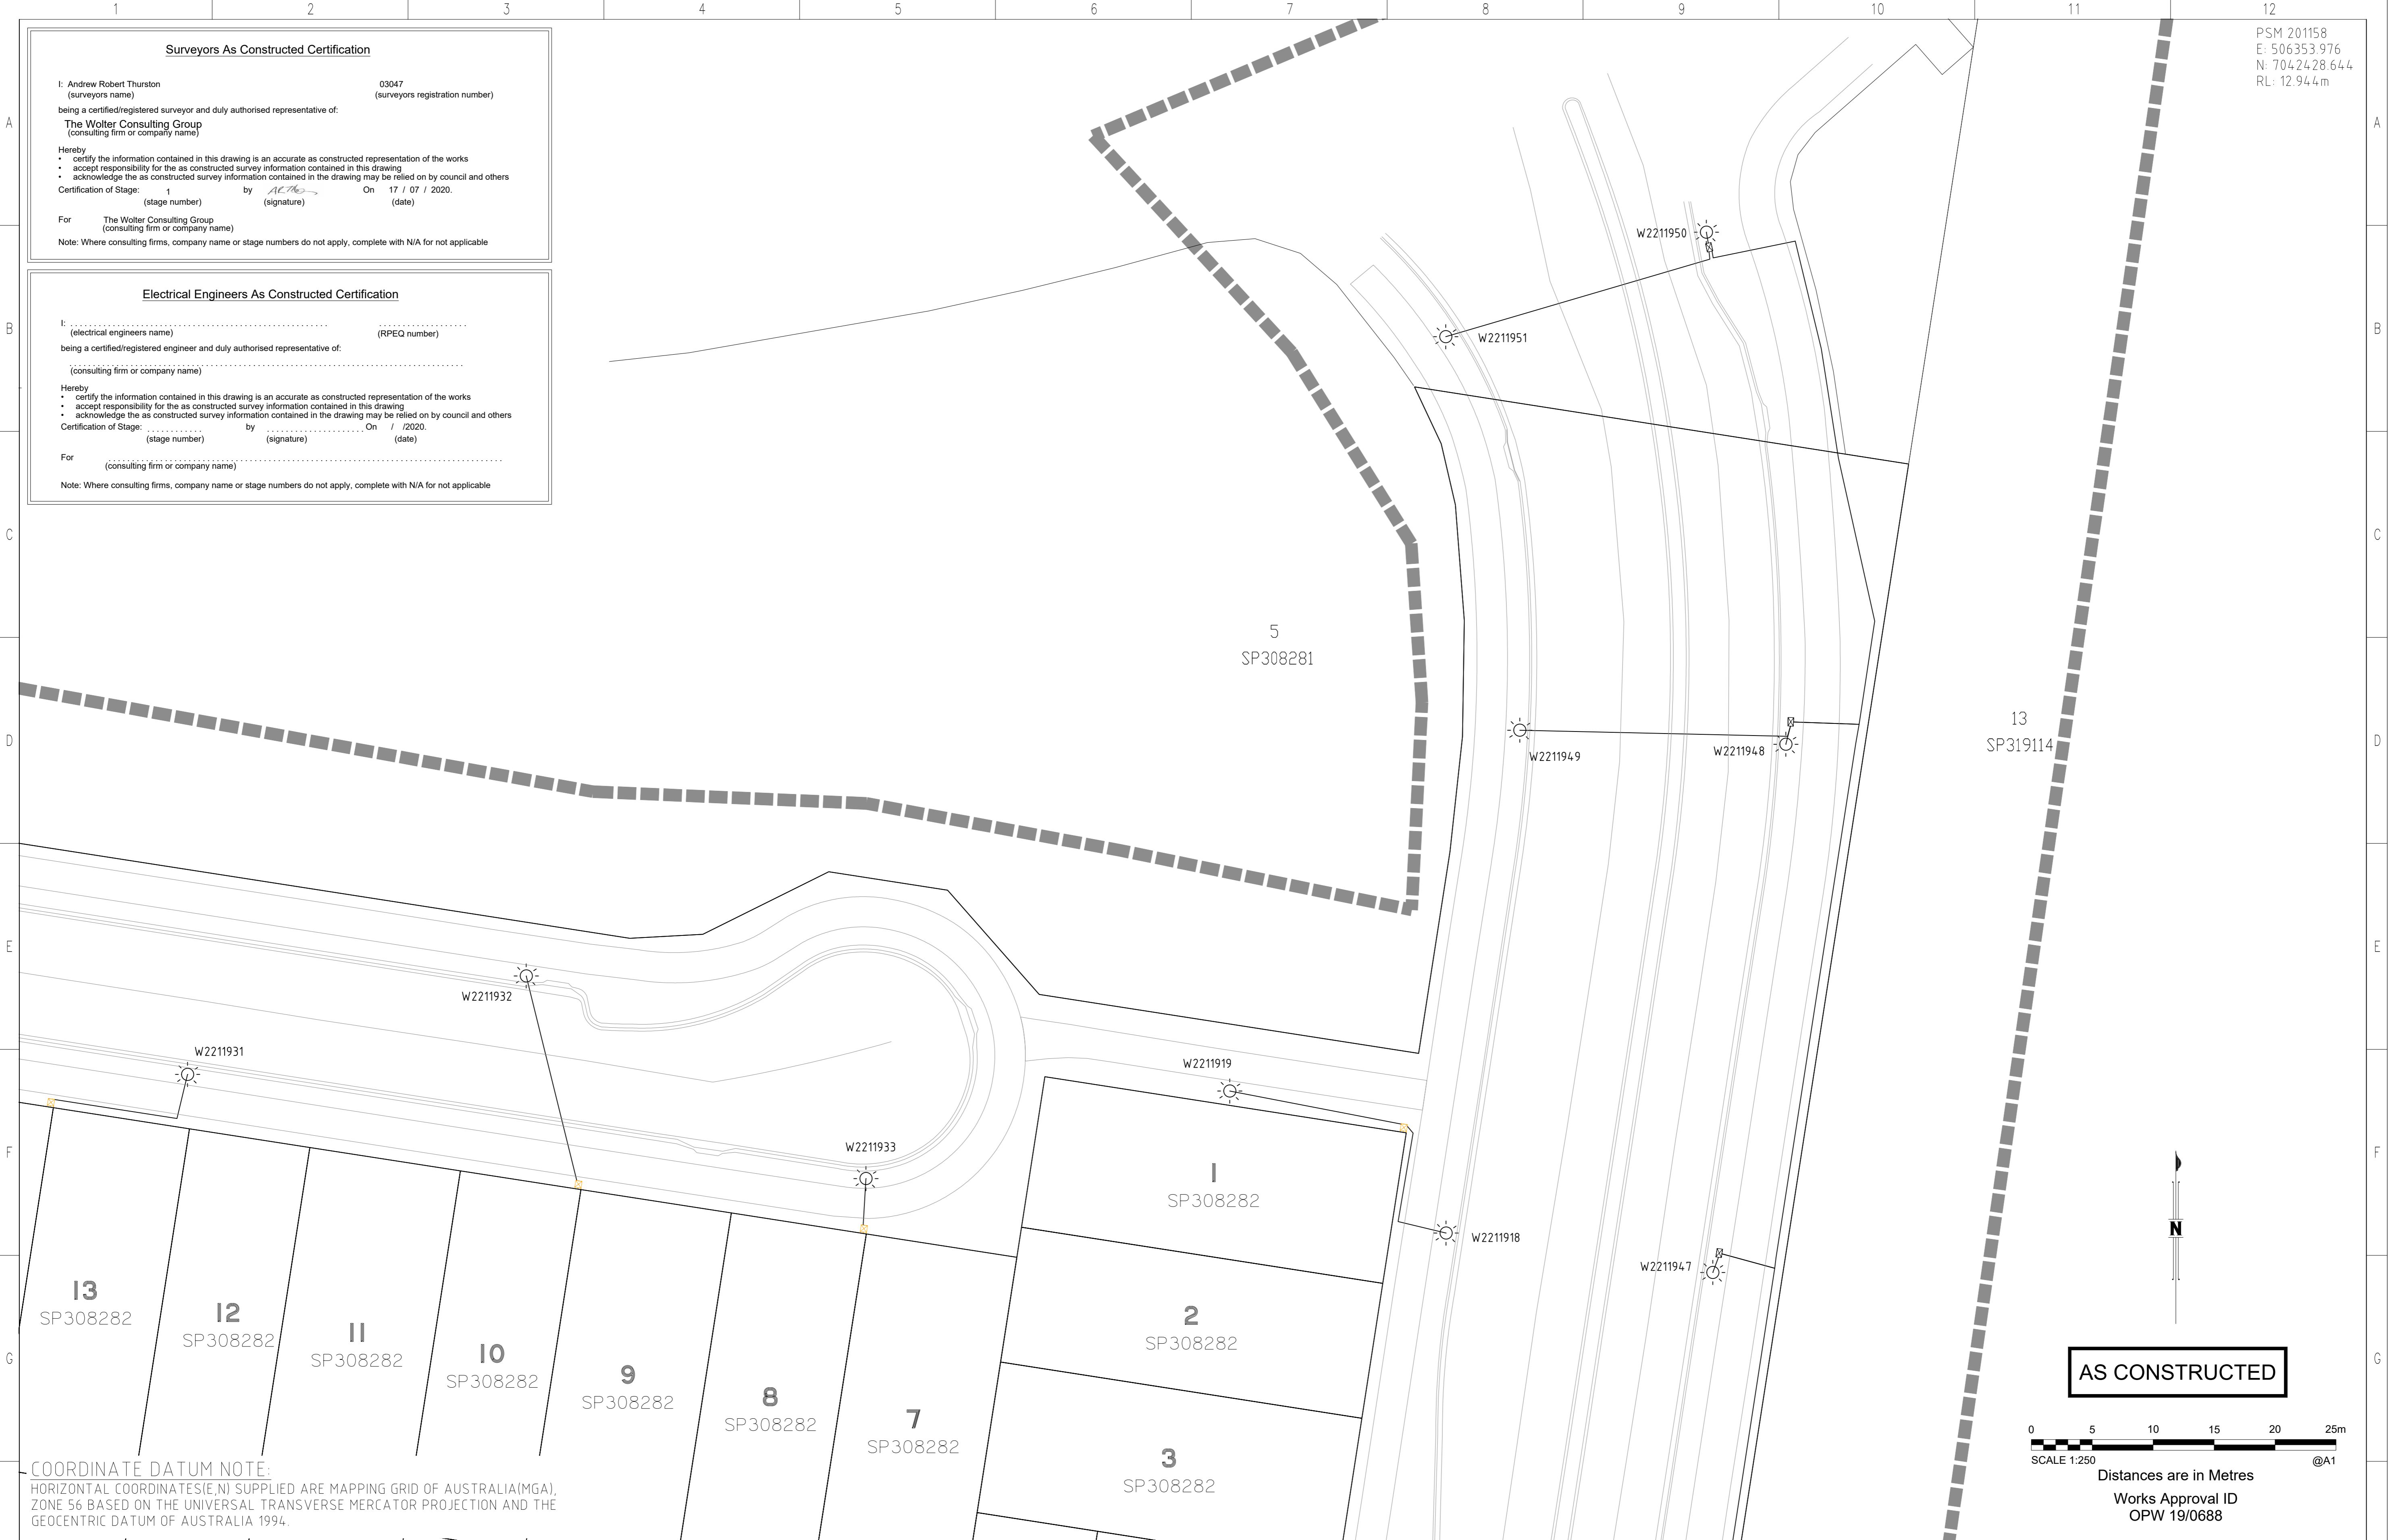 1 2 3 4 5 6 7 8 9 10 11 12
A
B
C
D
E
F
G
A
B
C
D
E
F
G
Surveyors As Constructed Certification
I: Andrew Robert Thurston 03047
(surveyors name) (surveyors registration number)
being a certified/registered surveyor and duly authorised representative of:
The Wolter Consulting Group
(consulting firm or company name)
Hereby
• certify the information contained in this drawing is an accurate as constructed representation of the works
• accept responsibility for the as constructed survey information contained in this drawing
• acknowledge the as constructed survey information contained in the drawing may be relied on by council and others
Certification of Stage: 1 by On 17 / 07 / 2020.
(stage number) (signature) (date)
For The Wolter Consulting Group
(consulting firm or company name)
Note: Where consulting firms, company name or stage numbers do not apply, complete with N/A for not applicable
Electrical Engineers As Constructed Certification
I:
(electrical engineers name) (RPEQ number)
being a certified/registered engineer and duly authorised representative of:
(consulting firm or company name)
Hereby
• certify the information contained in this drawing is an accurate as constructed representation of the works
• accept responsibility for the as constructed survey information contained in this drawing
• acknowledge the as constructed survey information contained in the drawing may be relied on by council and others
Certification of Stage: by On / /2020.
(stage number) (signature) (date)
For
(consulting firm or company name)
Note: Where consulting firms, company name or stage numbers do not apply, complete with N/A for not applicable
PSM 201158
E: 506353.976
N: 7042428.644
RL: 12.944m
W2211950
W2211951
5
SP308281
13
SP319114
W2211949
W2211948
W2211932
W2211931
W2211919
W2211933
W2211918
W2211947
1
SP308282
2
SP308282
3
SP308282
13
SP308282
12
SP308282
11
SP308282
10
SP308282
9
SP308282
8
SP308282
7
SP308282
N
AS CONSTRUCTED
0 5 10 15 20 25m
SCALE 1:250 @A1
Distances are in Metres
Works Approval ID
OPW 19/0688
COORDINATE DATUM NOTE:
HORIZONTAL COORDINATES(E,N) SUPPLIED ARE MAPPING GRID OF AUSTRALIA(MGA),
ZONE 56 BASED ON THE UNIVERSAL TRANSVERSE MERCATOR PROJECTION AND THE
GEOCENTRIC DATUM OF AUSTRALIA 1994.